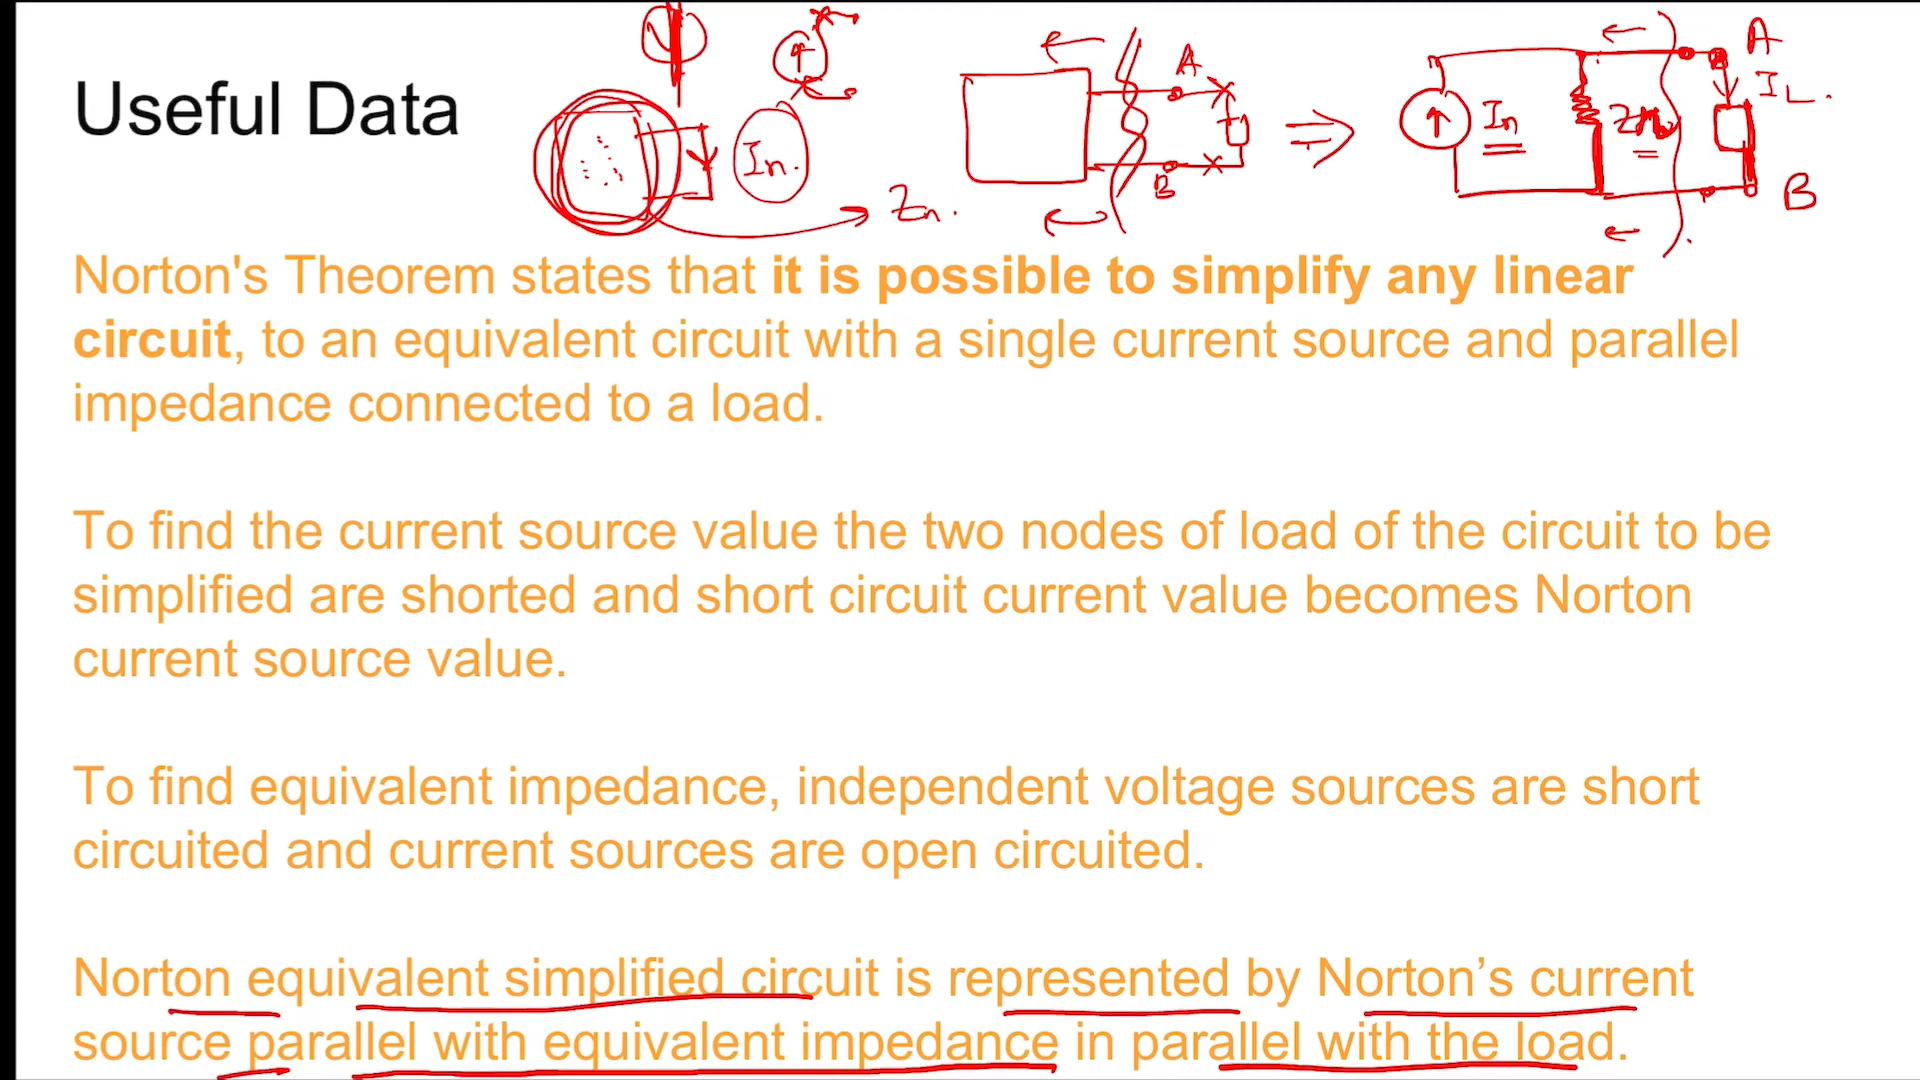 Useful Data
In.
Zn.
A
B
In
A
IL.
B
Norton's Theorem states that it is possible to simplify any linear
circuit, to an equivalent circuit with a single current source and parallel
impedance connected to a load.
To find the current source value the two nodes of load of the circuit to be
simplified are shorted and short circuit current value becomes Norton
current source value.
To find equivalent impedance, independent voltage sources are short
circuited and current sources are open circuited.
Norton equivalent simplified circuit is represented by Norton’s current
source parallel with equivalent impedance in parallel with the load.